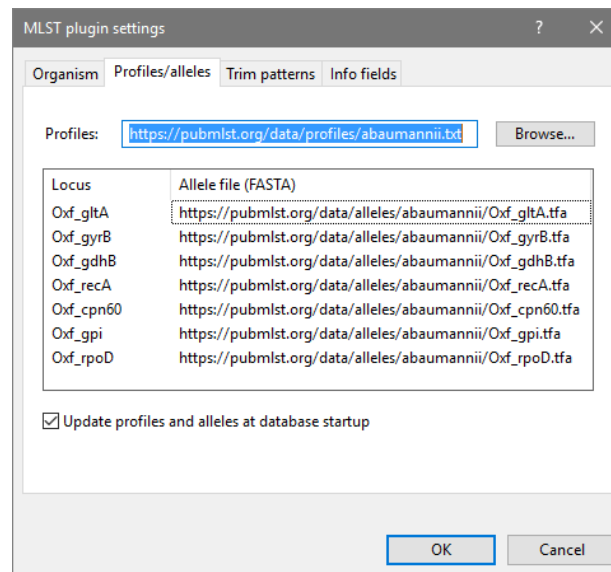 MLST plugin settings ? ×
Organism Profiles/alleles Trim patterns Info fields
Profiles: https://pubmlst.org/data/profiles/abaumannii.txt Browse...
Locus Allele file (FASTA)
Oxf_gltA https://pubmlst.org/data/alleles/abaumannii/Oxf_gltA.tfa
Oxf_gyrB https://pubmlst.org/data/alleles/abaumannii/Oxf_gyrB.tfa
Oxf_gdhB https://pubmlst.org/data/alleles/abaumannii/Oxf_gdhB.tfa
Oxf_recA https://pubmlst.org/data/alleles/abaumannii/Oxf_recA.tfa
Oxf_cpn60 https://pubmlst.org/data/alleles/abaumannii/Oxf_cpn60.tfa
Oxf_gpi https://pubmlst.org/data/alleles/abaumannii/Oxf_gpi.tfa
Oxf_rpoD https://pubmlst.org/data/alleles/abaumannii/Oxf_rpoD.tfa
Update profiles and alleles at database startup
OK Cancel